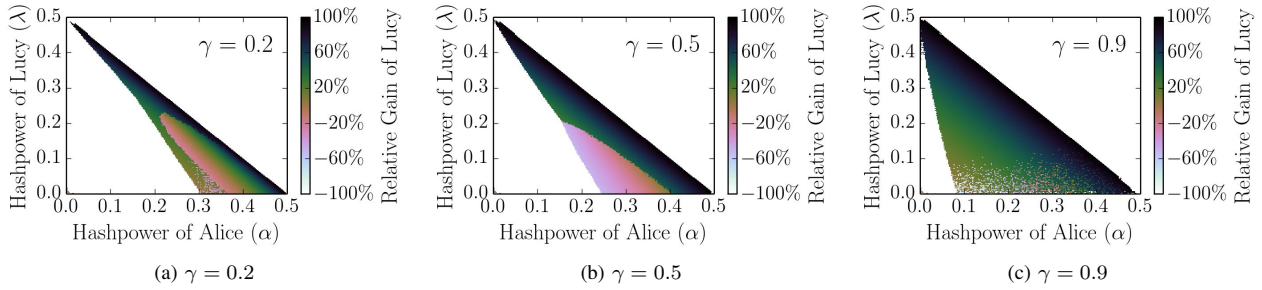 0.5
0.4
0.3
0.2
0.1
0.0
Hashpower of Lucy (λ)
0.0 0.1 0.2 0.3 0.4 0.5
Hashpower of Alice (α)
γ = 0.2
100%
60%
20%
−20%
−60%
−100%
Relative Gain of Lucy
(a) γ = 0.2
0.5
0.4
0.3
0.2
0.1
0.0
Hashpower of Lucy (λ)
0.0 0.1 0.2 0.3 0.4 0.5
Hashpower of Alice (α)
γ = 0.5
100%
60%
20%
−20%
−60%
−100%
Relative Gain of Lucy
(b) γ = 0.5
0.5
0.4
0.3
0.2
0.1
0.0
Hashpower of Lucy (λ)
0.0 0.1 0.2 0.3 0.4 0.5
Hashpower of Alice (α)
γ = 0.9
100%
60%
20%
−20%
−60%
−100%
Relative Gain of Lucy
(c) γ = 0.9